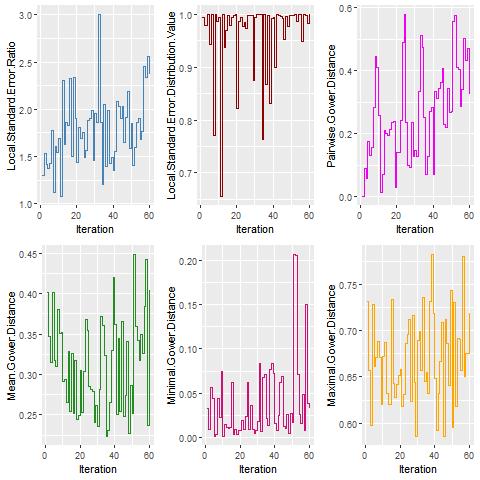 Local.Standard.Error.Ratio
3.0
2.5
2.0
1.5
1.0
0 20 40 60
Iteration
Local.Standard.Error.Distribution.Value
1.0
0.9
0.8
0.7
0 20 40 60
Iteration
Pairwise.Gower.Distance
0.6
0.4
0.2
0.0
0 20 40 60
Iteration
Mean.Gower.Distance
0.45
0.40
0.35
0.30
0.25
0 20 40 60
Iteration
Minimal.Gower.Distance
0.20
0.15
0.10
0.05
0.00
0 20 40 60
Iteration
Maximal.Gower.Distance
0.80
0.75
0.70
0.65
0.60
0 20 40 60
Iteration